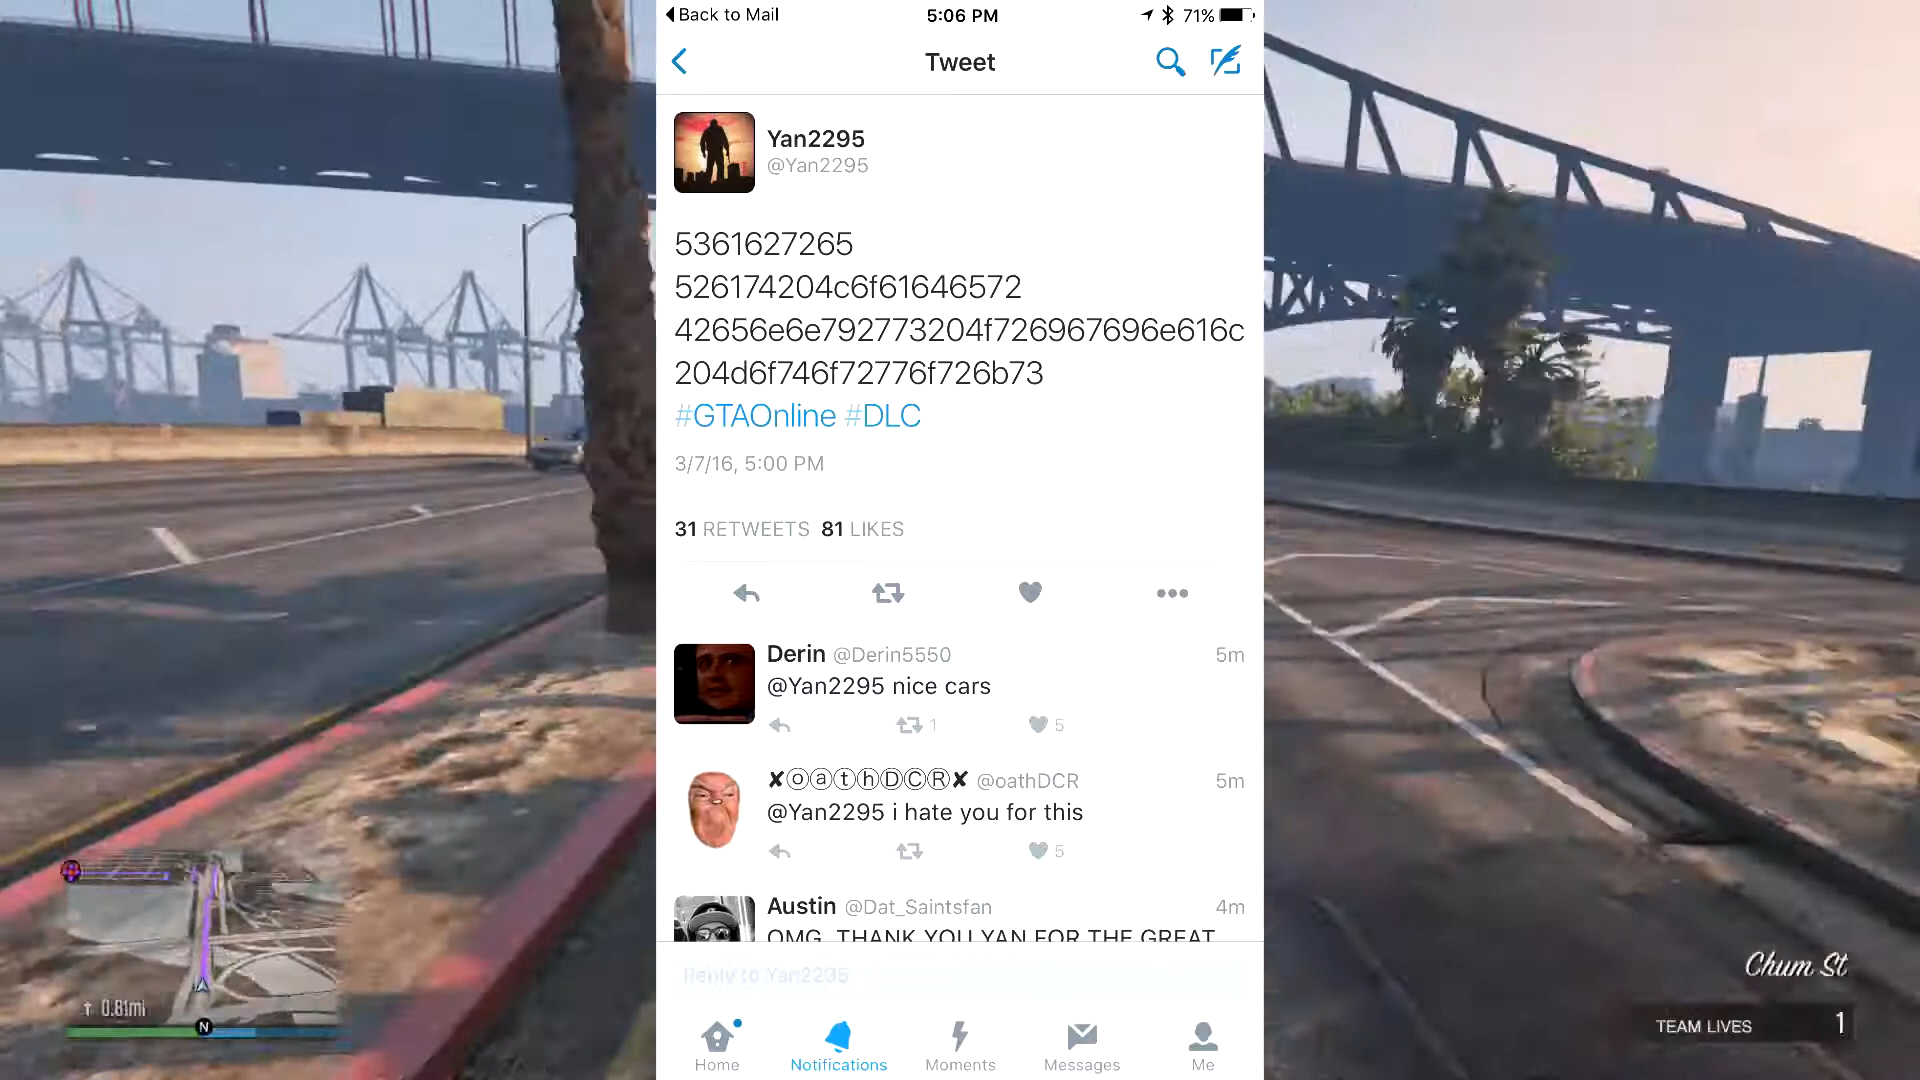 Back to Mail 5:06 PM 71%
Tweet
Yan2295
@Yan2295
5361627265
526174204c6f61646572
42656e6e792773204f726967696e616c
204d6f746f72776f726b73
#GTAOnline #DLC
3/7/16, 5:00 PM
31 RETWEETS 81 LIKES
Derin @Derin5550 5m
@Yan2295 nice cars
1 5
✘ⓞⓐⓣⓗⒹⒸⓇ✘ @oathDCR 5m
@Yan2295 i hate you for this
5
Austin @Dat_Saintsfan 4m
OMG. THANK YOU YAN FOR THE GREAT
Reply to Yan2295
Home Notifications Moments Messages Me
0.81mi
N
Chum St
TEAM LIVES 1